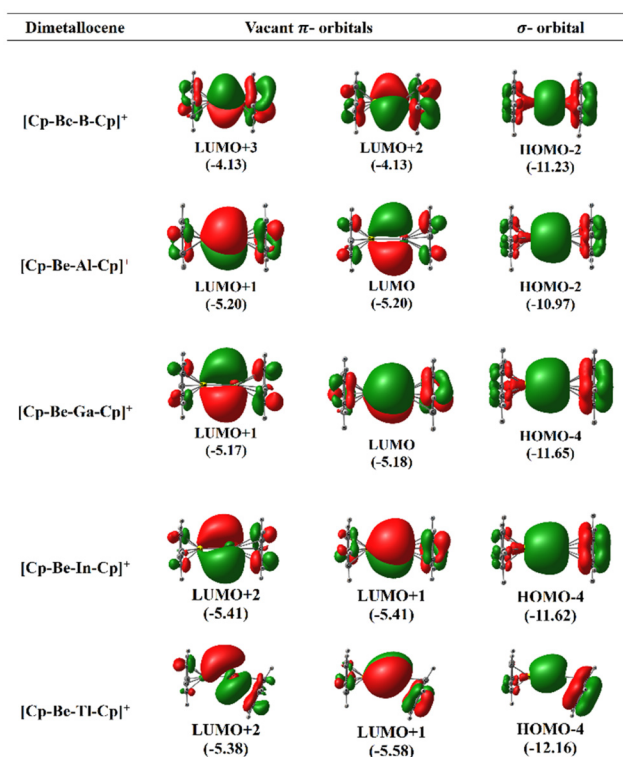 Dimetallocene Vacant π- orbitals σ- orbital
[Cp-Be-B-Cp]⁺
LUMO+3 LUMO+2 HOMO-2
(-4.13) (-4.13) (-11.23)
[Cp-Be-Al-Cp]⁺
LUMO+1 LUMO HOMO-2
(-5.20) (-5.20) (-10.97)
[Cp-Be-Ga-Cp]⁺
LUMO+1 LUMO HOMO-4
(-5.17) (-5.18) (-11.65)
[Cp-Be-In-Cp]⁺
LUMO+2 LUMO+1 HOMO-4
(-5.41) (-5.41) (-11.62)
[Cp-Be-Tl-Cp]⁺
LUMO+2 LUMO+1 HOMO-4
(-5.38) (-5.58) (-12.16)